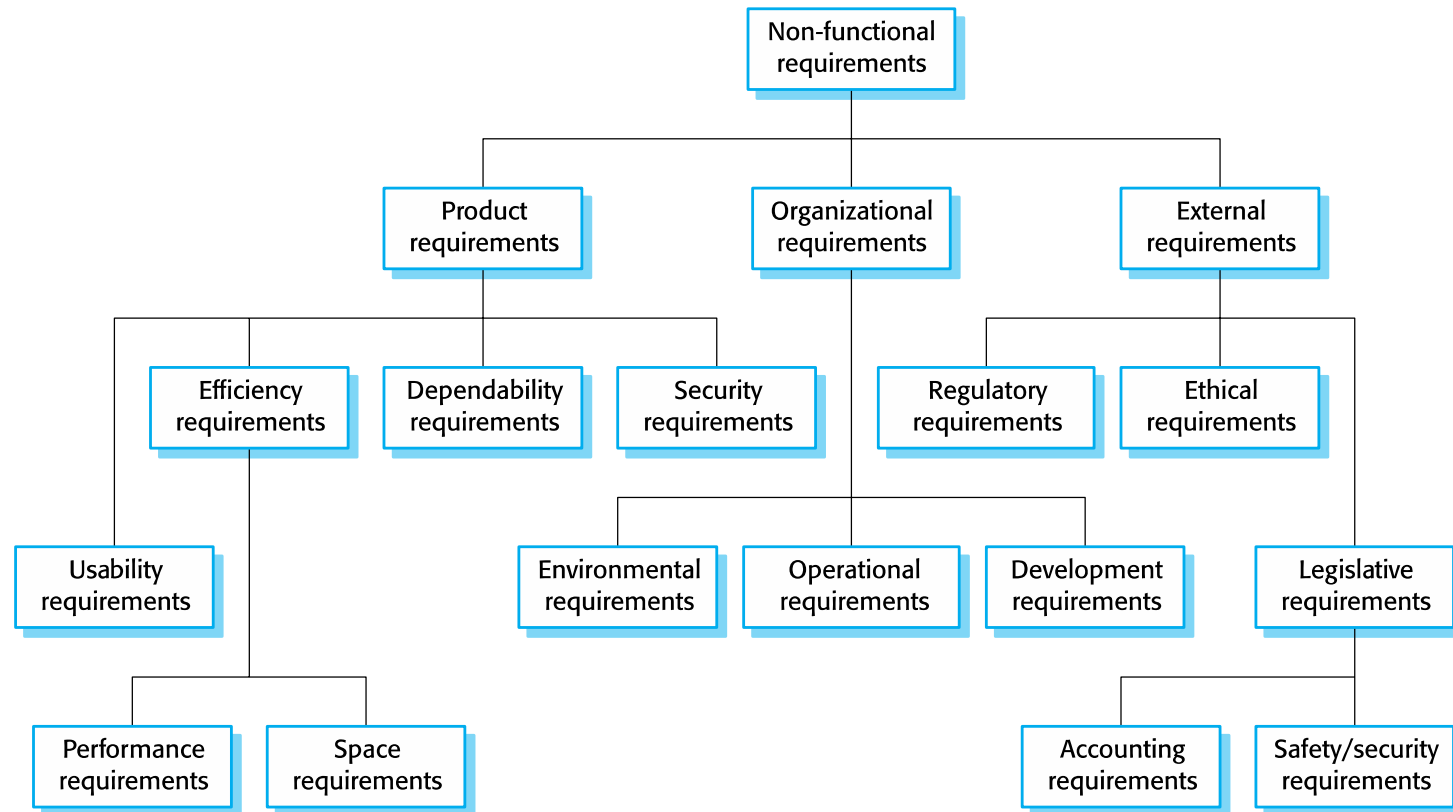 Non-functional
requirements
Product
requirements
Organizational
requirements
External
requirements
Efficiency
requirements
Dependability
requirements
Security
requirements
Regulatory
requirements
Ethical
requirements
Usability
requirements
Environmental
requirements
Operational
requirements
Development
requirements
Legislative
requirements
Performance
requirements
Space
requirements
Accounting
requirements
Safety/security
requirements